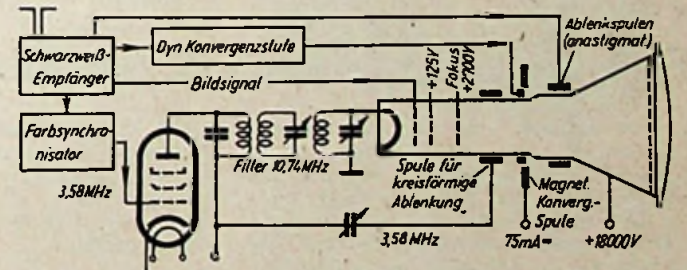 Schwarzweiß-
Empfänger
Dyn Konvergenzstufe
Bildsignal
Farbsynchro-
nisator
3,58MHz
Filter 10,74MHz
+125V
Fokus
+2700V
Ablenkspulen
(anastigmat.)
Spule für
kreisförmige
Ablenkung
3,58 MHz
Magnet.
Konverg.-
Spule
75mA=
+18000V